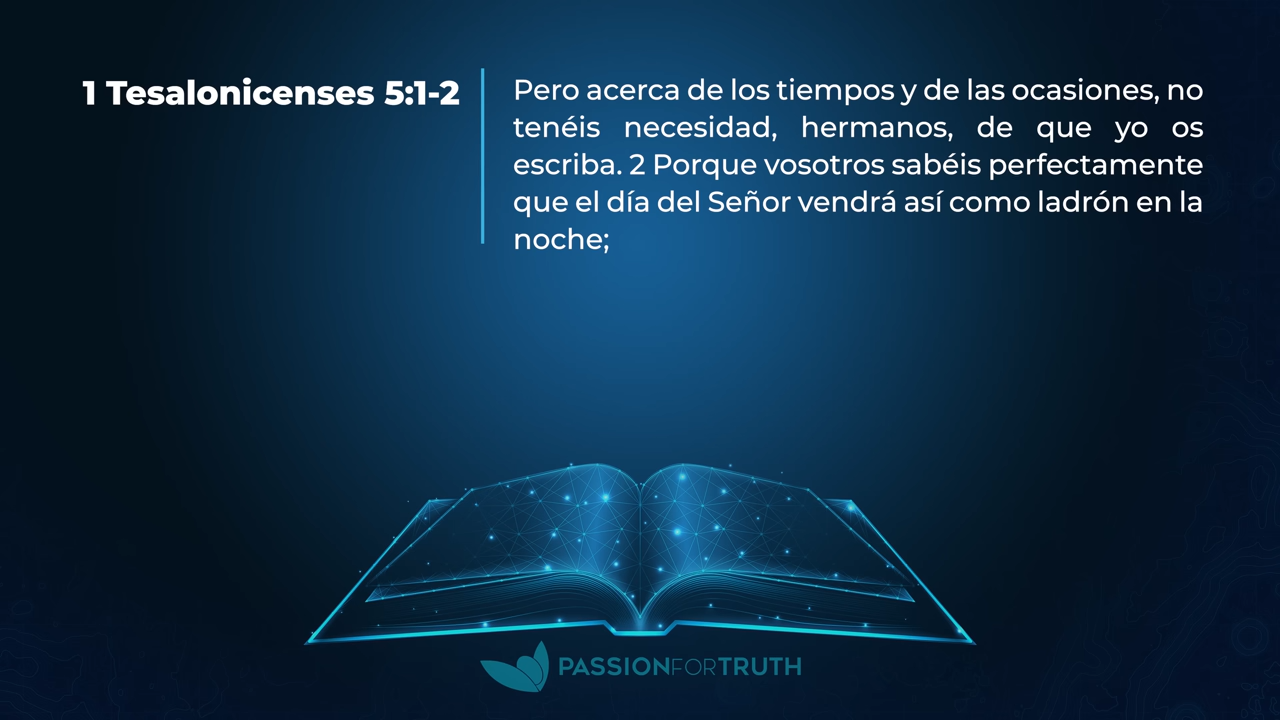 1 Tesalonicenses 5:1-2
Pero acerca de los tiempos y de las ocasiones, no
tenéis necesidad, hermanos, de que yo os
escriba. 2 Porque vosotros sabéis perfectamente
que el día del Señor vendrá así como ladrón en la
noche;
PASSIONFORTRUTH